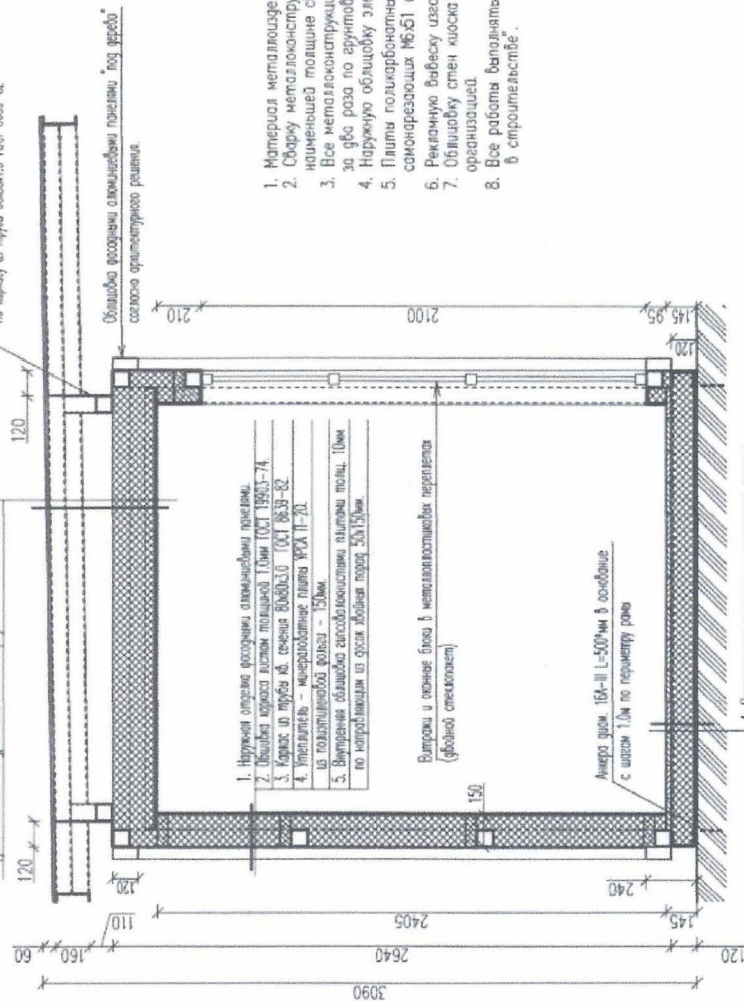 Облицовка фасадными алюминиевыми панелями "под дерево"
согласно архитектурного решения.
120
120
60
160
110
120
2640
3090
2405
240
145
120
150
210
2100
95
145
120
1. Наружная отделка фасадными алюминиевыми панелями.
2. Обшивка каркаса листом толщиной 1.0мм ГОСТ 19903-74.
3. Каркас из трубы кв. сечения 80х80х3.0 ГОСТ 8639-82.
4. Утеплитель - минераловатные плиты УРСА П-20.
из полиэтиленовой фольги - 150мм.
5. Внутренняя облицовка гипсоволокнистыми плитами толщ. 10мм
по направляющим из досок хвойных пород 50х150мм.
Витражи и оконные блоки в металлопластиковых переплетах
(двойной стеклопакет)
Анкера диам. 16А-III L=500*мм в основание
с шагом 1.0м по периметру рамы
1. Материал металлоизде
2. Сварку металлоконстру
наименьшей толщине с
3. Все металлоконструкци
за два раза по грунтов
4. Наружную облицовку эле
5. Плиты поликарбонатны
самонарезающих М6х51 с
6. Рекламную вывеску изго
7. Облицовку стен киоска
организацией.
8. Все работы выполнять
в строительстве".